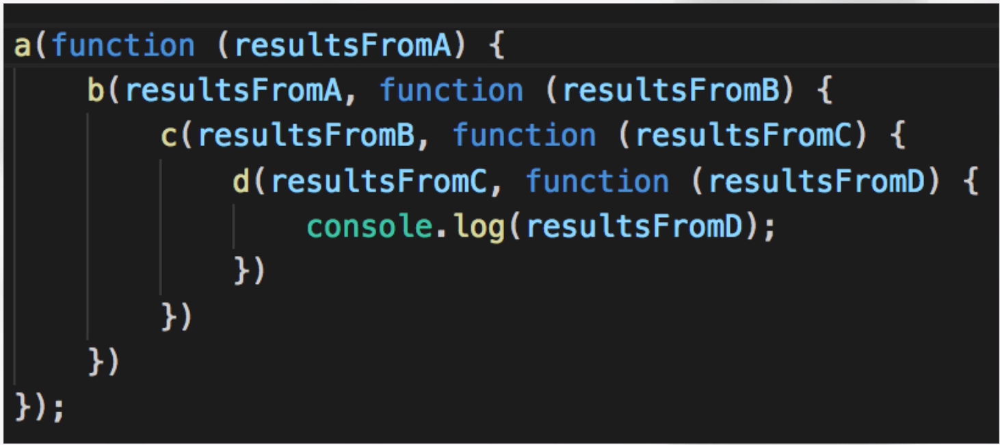 a(function (resultsFromA) {
    b(resultsFromA, function (resultsFromB) {
        c(resultsFromB, function (resultsFromC) {
            d(resultsFromC, function (resultsFromD) {
                console.log(resultsFromD);
            })
        })
    })
});